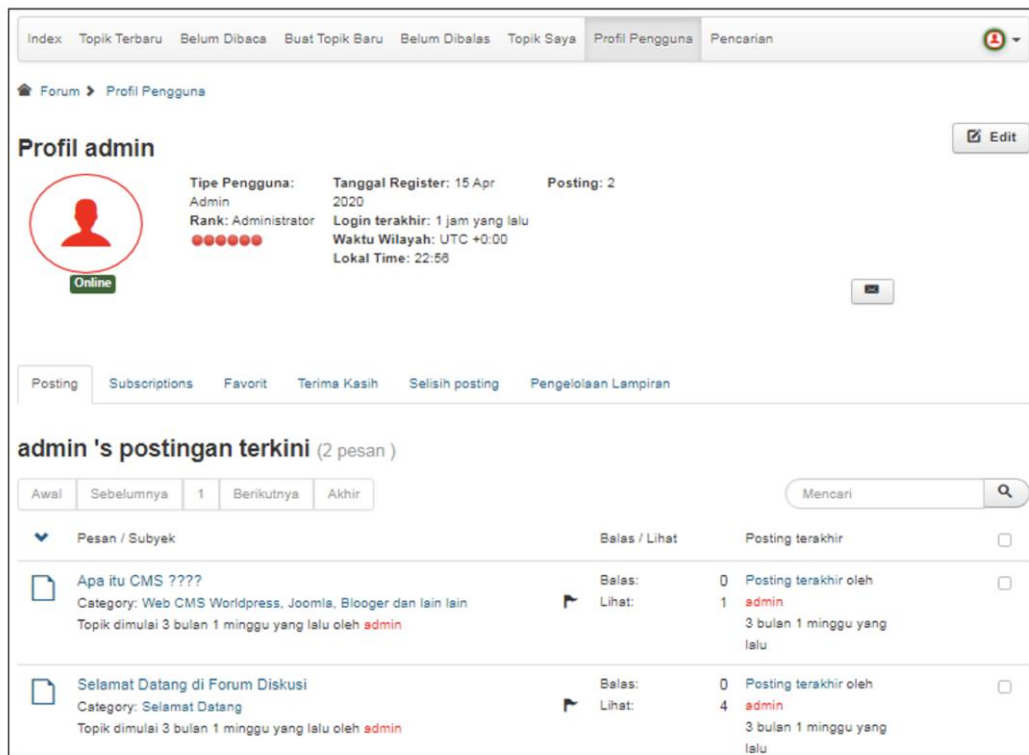 Index Topik Terbaru Belum Dibaca Buat Topik Baru Belum Dibalas Topik Saya Profil Pengguna Pencarian
Forum Profil Pengguna
Edit
Profil admin
Tipe Pengguna:
Admin
Rank: Administrator
Tanggal Register: 15 Apr
2020
Login terakhir: 1 jam yang lalu
Waktu Wilayah: UTC +0:00
Lokal Time: 22:56
Posting: 2
Online
Posting Subscriptions Favorit Terima Kasih Selisih posting Pengelolaan Lampiran
admin 's postingan terkini (2 pesan )
Awal Sebelumnya 1 Berikutnya Akhir
Mencari
Pesan / Subyek Balas / Lihat Posting terakhir
Apa itu CMS ????
Category: Web CMS Worldpress, Joomla, Blooger dan lain lain
Topik dimulai 3 bulan 1 minggu yang lalu oleh admin
Balas: 0
Lihat: 1
Posting terakhir oleh
admin
3 bulan 1 minggu yang
lalu
Selamat Datang di Forum Diskusi
Category: Selamat Datang
Topik dimulai 3 bulan 1 minggu yang lalu oleh admin
Balas: 0
Lihat: 4
Posting terakhir oleh
admin
3 bulan 1 minggu yang
lalu